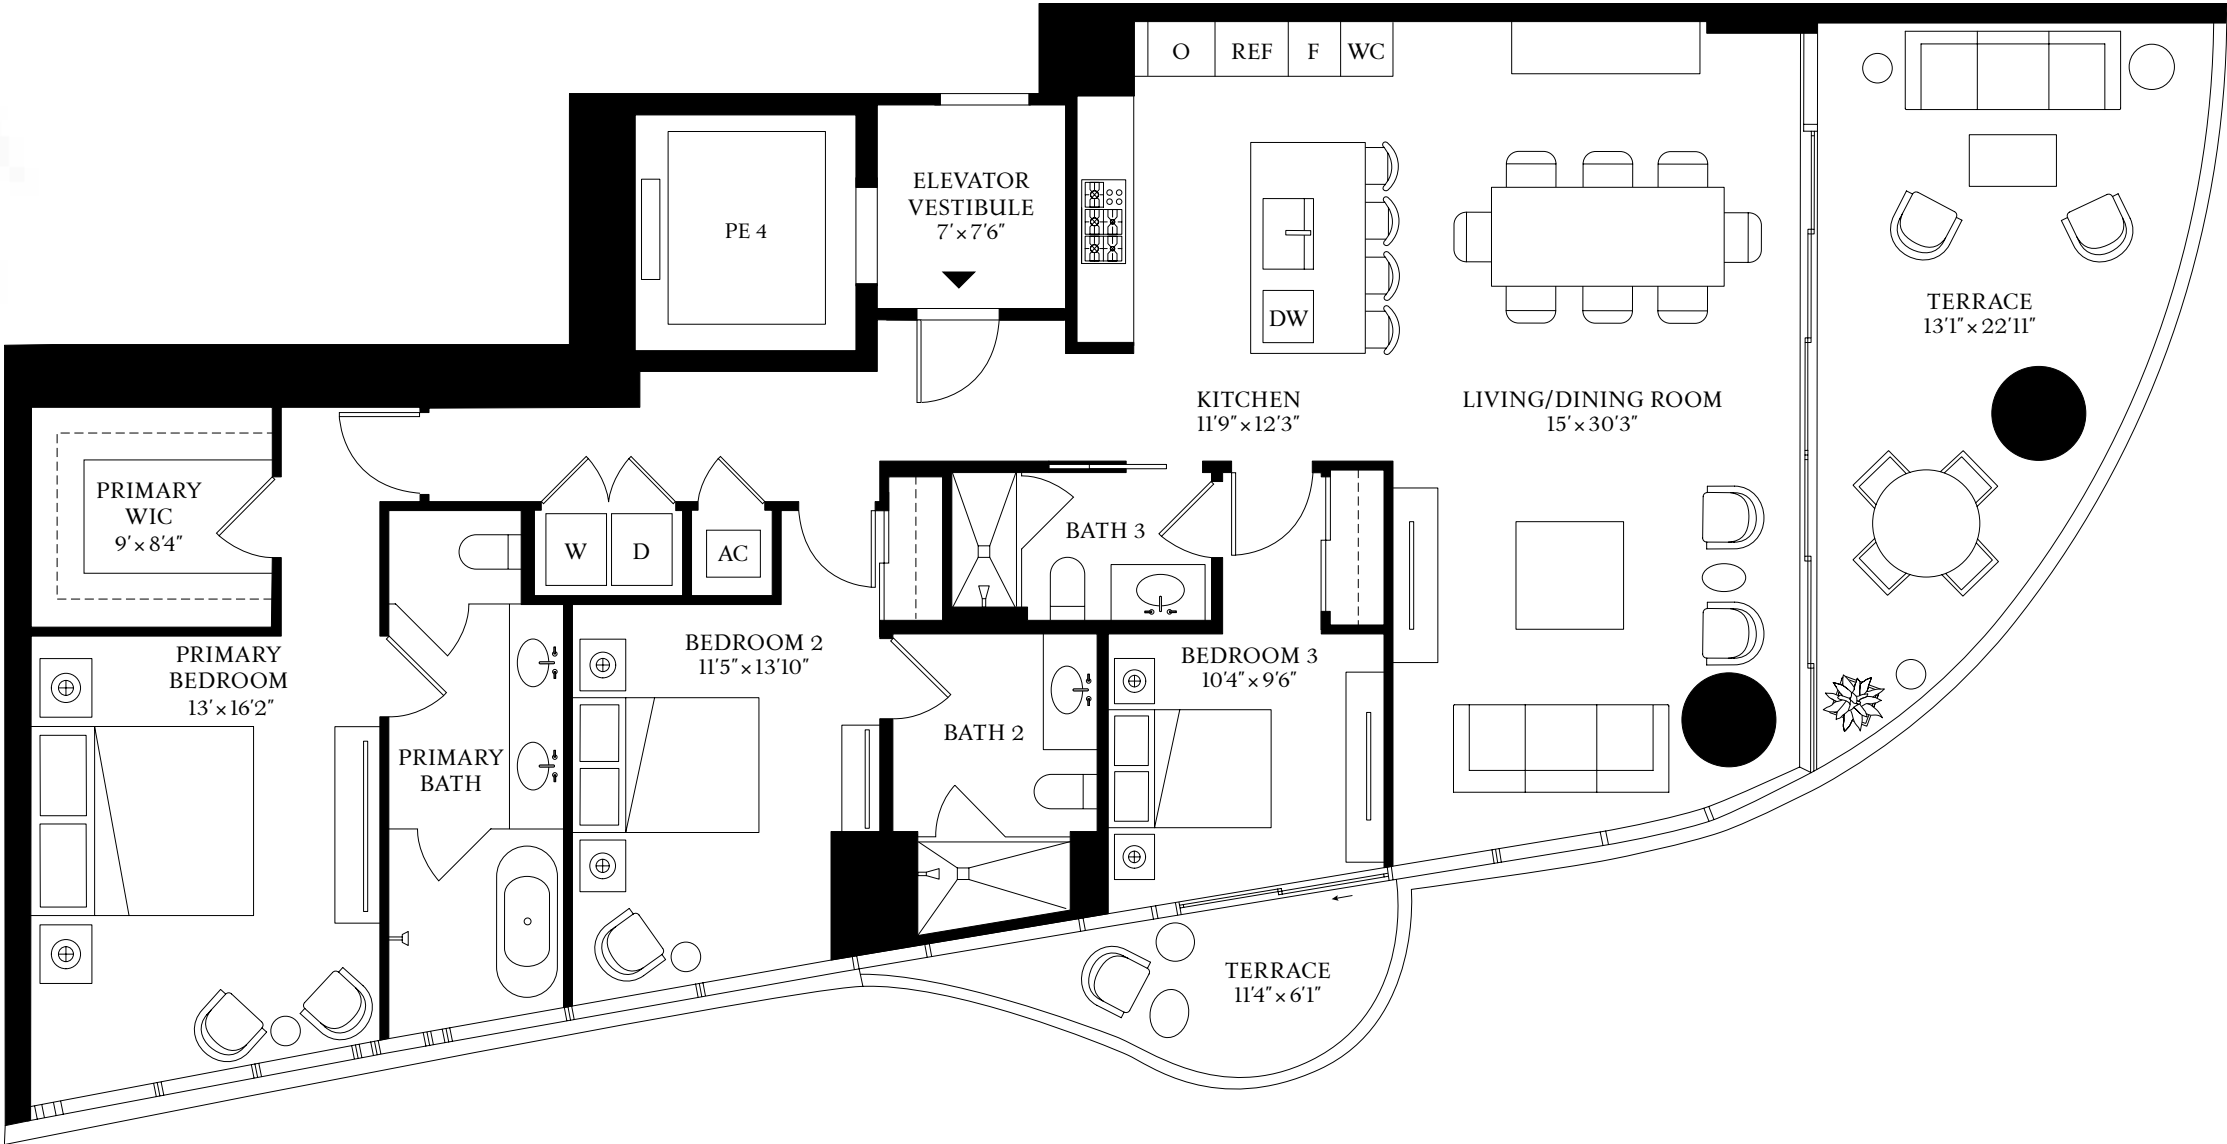 O
REF
F
WC
ELEVATOR
VESTIBULE
7'×7'6"
PE 4
DW
TERRACE
13'1"×22'11"
KITCHEN
11'9"×12'3"
LIVING/DINING ROOM
15'×30'3"
PRIMARY
WIC
9'×8'4"
W
D
AC
BATH 3
PRIMARY
BEDROOM
13'×16'2"
BEDROOM 2
11'5"×13'10"
BEDROOM 3
10'4"×9'6"
BATH 2
PRIMARY
BATH
TERRACE
11'4"×6'1"